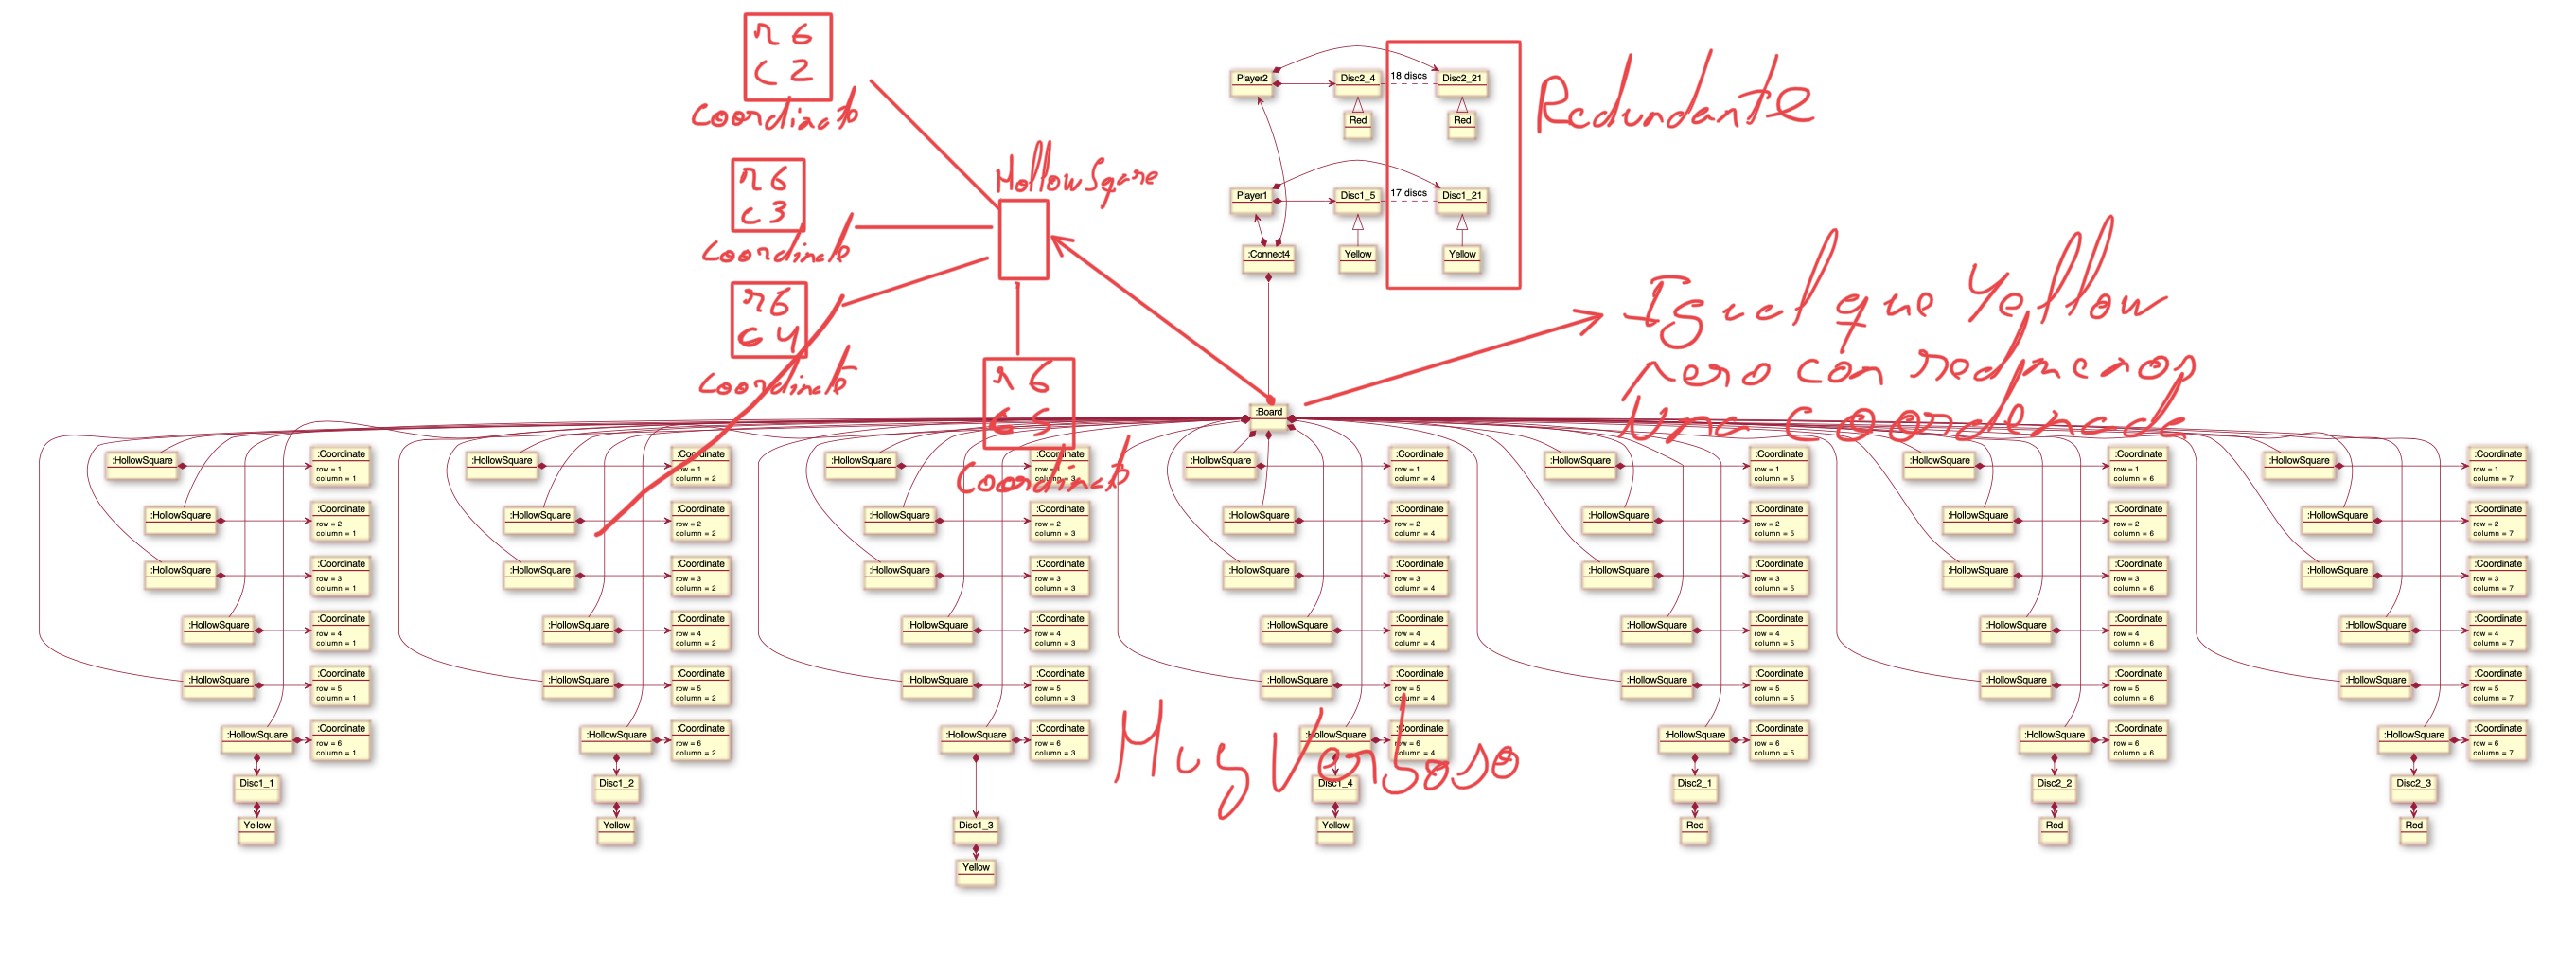 r 6
c 2
Coordinate
r 6
c 3
Coordinate
r 6
c 4
Coordinate
HollowSquare
r 6
c 5
Coordinate
Player2
Disc2_4
18 discs
Disc2_21
Red
Red
Redundante
Player1
Disc1_5
17 discs
Disc1_21
:Connect4
Yellow
Yellow
Igual que Yellow
pero con red menos
una coordenada
:Board
:HollowSquare
:Coordinate
row = 1
column = 1
:HollowSquare
:Coordinate
row = 2
column = 1
:HollowSquare
:Coordinate
row = 3
column = 1
:HollowSquare
:Coordinate
row = 4
column = 1
:HollowSquare
:Coordinate
row = 5
column = 1
:HollowSquare
:Coordinate
row = 6
column = 1
Disc1_1
Yellow
:HollowSquare
:Coordinate
row = 1
column = 2
:HollowSquare
:Coordinate
row = 2
column = 2
:HollowSquare
:Coordinate
row = 3
column = 2
:HollowSquare
:Coordinate
row = 4
column = 2
:HollowSquare
:Coordinate
row = 5
column = 2
:HollowSquare
:Coordinate
row = 6
column = 2
Disc1_2
Yellow
:HollowSquare
:Coordinate
row = 1
column = 3
:HollowSquare
:Coordinate
row = 2
column = 3
:HollowSquare
:Coordinate
row = 3
column = 3
:HollowSquare
:Coordinate
row = 4
column = 3
:HollowSquare
:Coordinate
row = 5
column = 3
:HollowSquare
:Coordinate
row = 6
column = 3
Disc1_3
Yellow
:HollowSquare
:Coordinate
row = 1
column = 4
:HollowSquare
:Coordinate
row = 2
column = 4
:HollowSquare
:Coordinate
row = 3
column = 4
:HollowSquare
:Coordinate
row = 4
column = 4
:HollowSquare
:Coordinate
row = 5
column = 4
:HollowSquare
:Coordinate
row = 6
column = 4
Disc1_4
Yellow
Muy Verboso
:HollowSquare
:Coordinate
row = 1
column = 5
:HollowSquare
:Coordinate
row = 2
column = 5
:HollowSquare
:Coordinate
row = 3
column = 5
:HollowSquare
:Coordinate
row = 4
column = 5
:HollowSquare
:Coordinate
row = 5
column = 5
:HollowSquare
:Coordinate
row = 6
column = 5
Disc2_1
Red
:HollowSquare
:Coordinate
row = 1
column = 6
:HollowSquare
:Coordinate
row = 2
column = 6
:HollowSquare
:Coordinate
row = 3
column = 6
:HollowSquare
:Coordinate
row = 4
column = 6
:HollowSquare
:Coordinate
row = 5
column = 6
:HollowSquare
:Coordinate
row = 6
column = 6
Disc2_2
Red
:HollowSquare
:Coordinate
row = 1
column = 7
:HollowSquare
:Coordinate
row = 2
column = 7
:HollowSquare
:Coordinate
row = 3
column = 7
:HollowSquare
:Coordinate
row = 4
column = 7
:HollowSquare
:Coordinate
row = 5
column = 7
:HollowSquare
:Coordinate
row = 6
column = 7
Disc2_3
Red